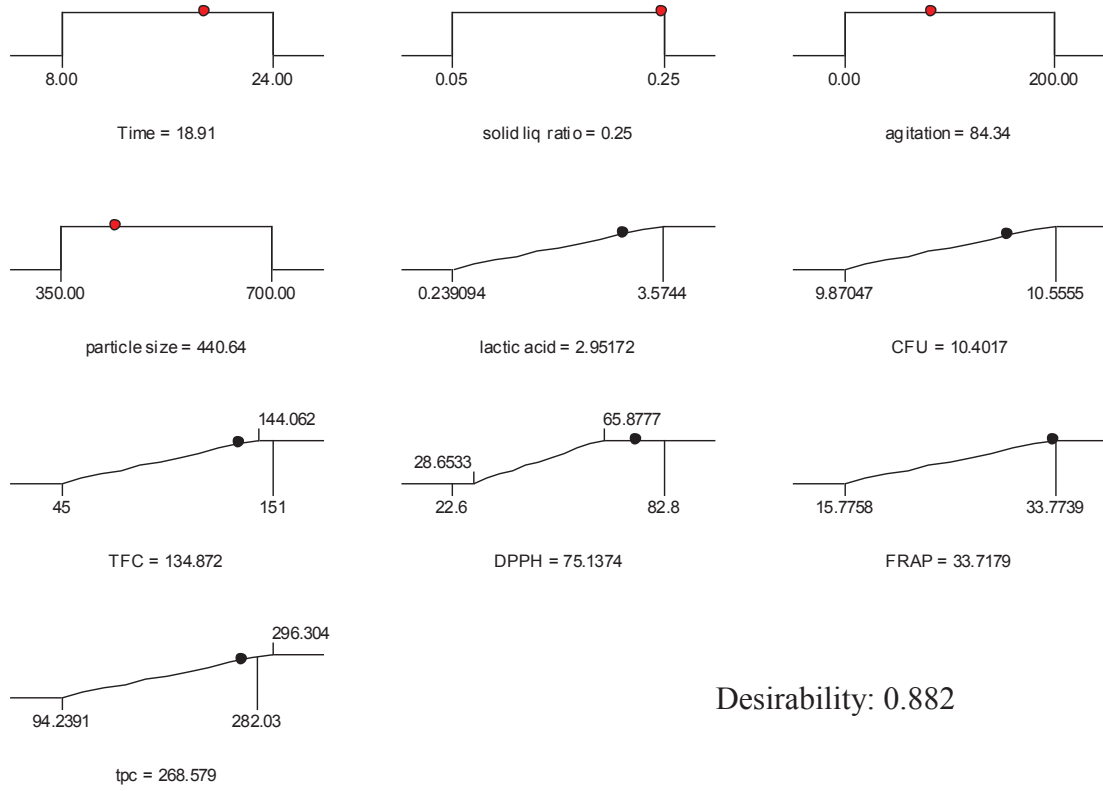 8.00 24.00
Time = 18.91
0.05 0.25
solid liq ratio = 0.25
0.00 200.00
agitation = 84.34
350.00 700.00
particle size = 440.64
0.239094 3.5744
lactic acid = 2.95172
9.87047 10.5555
CFU = 10.4017
144.062
45 151
TFC = 134.872
65.8777
28.6533
22.6 82.8
DPPH = 75.1374
15.7758 33.7739
FRAP = 33.7179
296.304
94.2391 282.03
tpc = 268.579
Desirability: 0.882